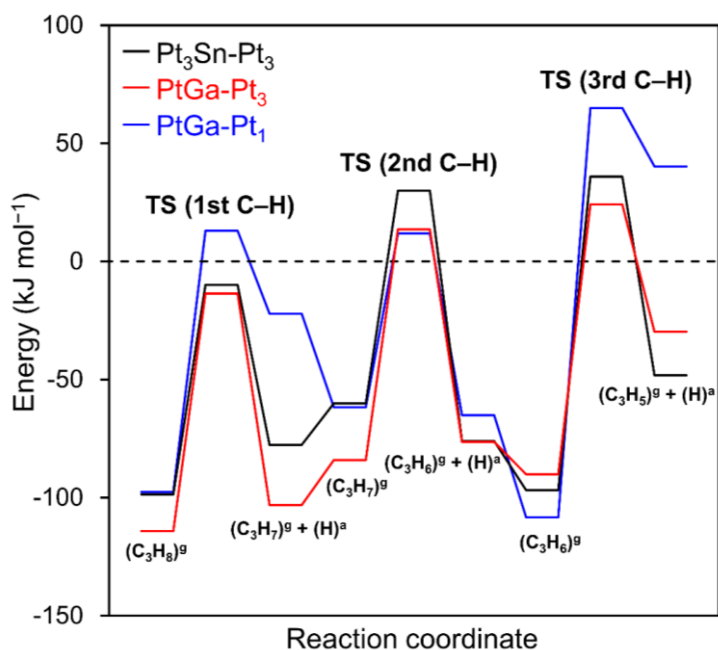 100
Pt₃Sn-Pt₃
PtGa-Pt₃
PtGa-Pt₁
TS (3rd C–H)
50
TS (2nd C–H)
TS (1st C–H)
0
Energy (kJ mol⁻¹)
-50
(C₃H₅)ᵍ + (H)ᵃ
(C₃H₆)ᵍ + (H)ᵃ
(C₃H₇)ᵍ
-100
(C₃H₇)ᵍ + (H)ᵃ
(C₃H₆)ᵍ
(C₃H₈)ᵍ
-150
Reaction coordinate